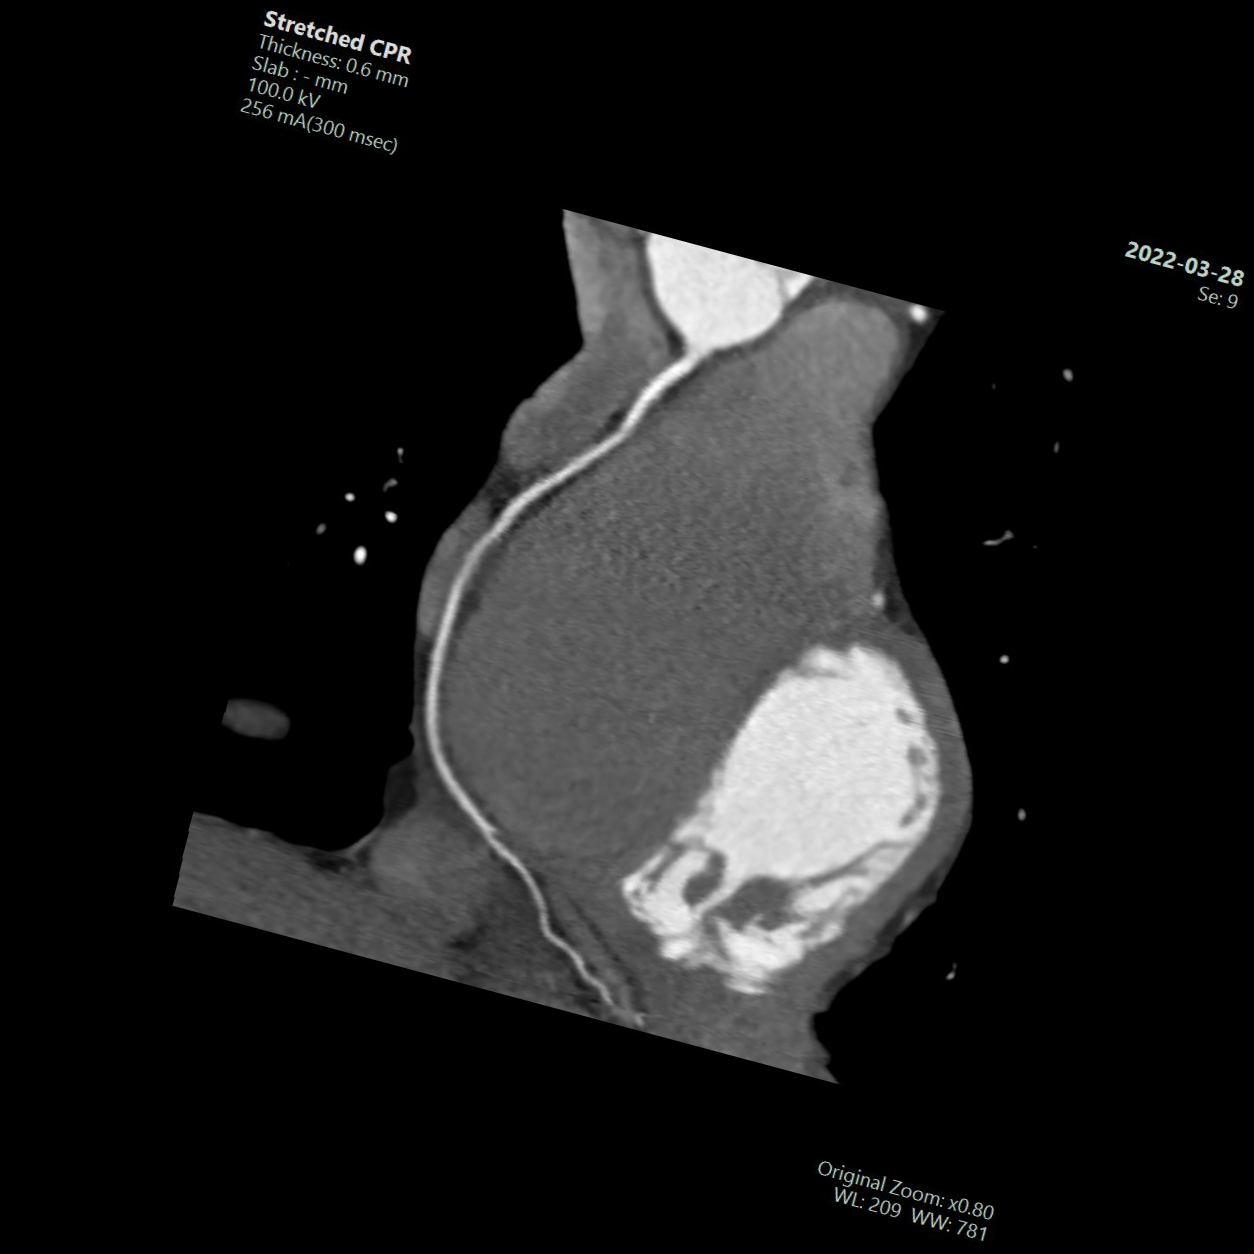 Stretched CPR
Thickness: 0.6 mm
Slab : - mm
100.0 kV
256 mA(300 msec)
2022-03-28
Se: 9
Original Zoom: x0.80
WL: 209 WW: 781